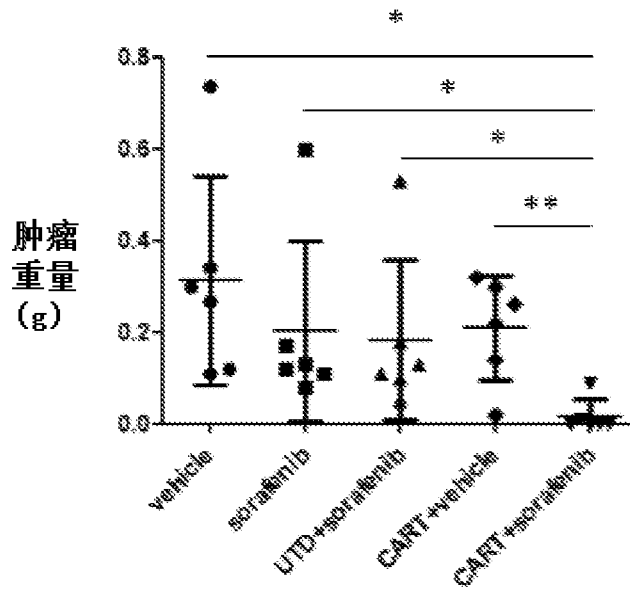 *
0.8
*
*
0.6
**
0.4
肿瘤
重量
(g)
0.2
0.0
vehicle
sorafenib
UTD+sorafenib
CART+vehicle
CART+sorafenib